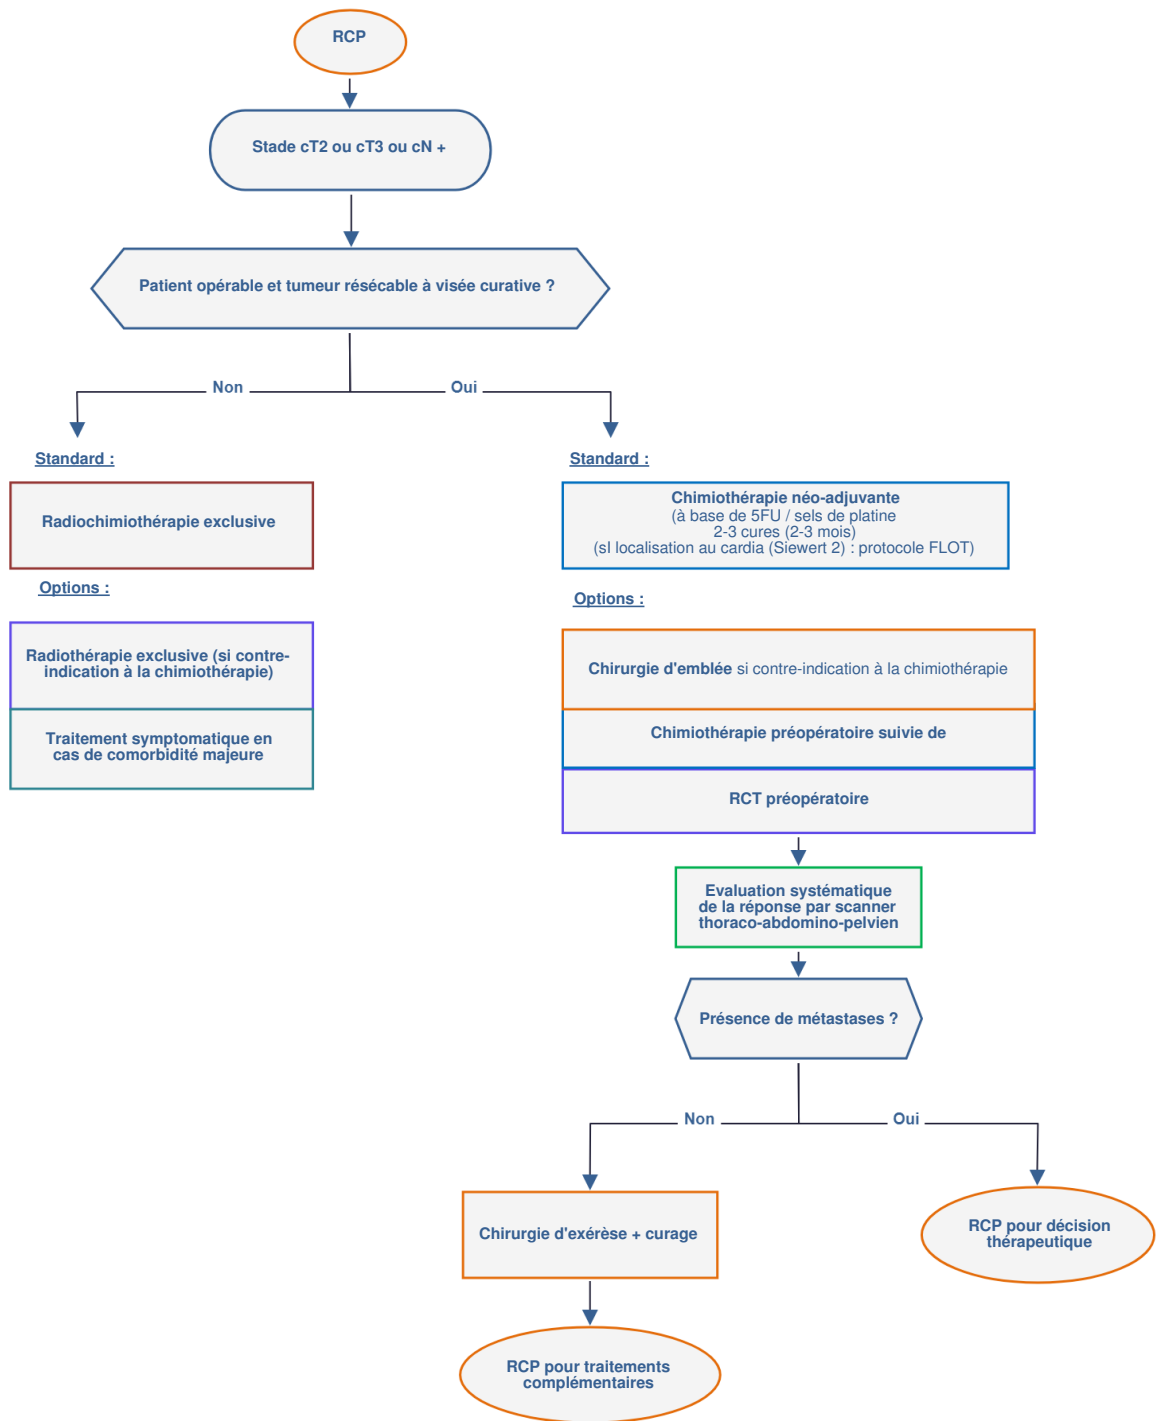 RCP
Stade cT2 ou cT3 ou cN +
Patient opérable et tumeur résécable à visée curative ?
Non
Oui
Standard :
Radiochimiothérapie exclusive
Options :
Radiothérapie exclusive (si contre-
indication à la chimiothérapie)
Traitement symptomatique en
cas de comorbidité majeure
Standard :
Chimiothérapie néo-adjuvante
(à base de 5FU / sels de platine
2-3 cures (2-3 mois)
(sI localisation au cardia (Siewert 2) : protocole FLOT)
Options :
Chirurgie d'emblée si contre-indication à la chimiothérapie
Chimiothérapie préopératoire suivie de
RCT préopératoire
Evaluation systématique
de la réponse par scanner
thoraco-abdomino-pelvien
Présence de métastases ?
Non
Oui
Chirurgie d'exérèse + curage
RCP pour décision
thérapeutique
RCP pour traitements
complémentaires